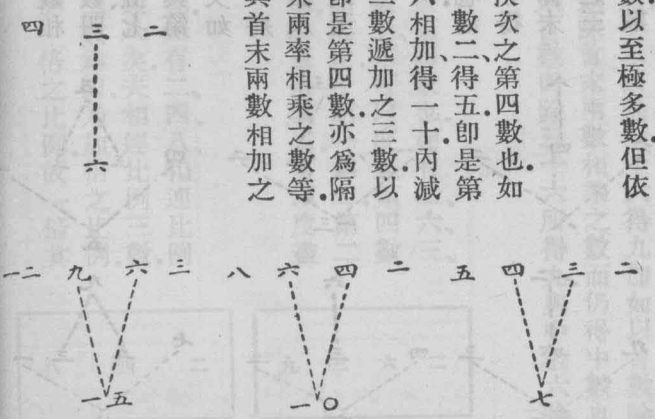 數以至極多數．但依
次次之第四數也．如
數二、得五．即是第
八相加得一十．內減
三數遞加之三數．以
即是第四數．亦爲隔
乘兩率相乘之數等．
與首末兩數相加之
二 三 四
六
二 三 四 五
七
二 四 六 八
一〇
三 六 九 一二
一五